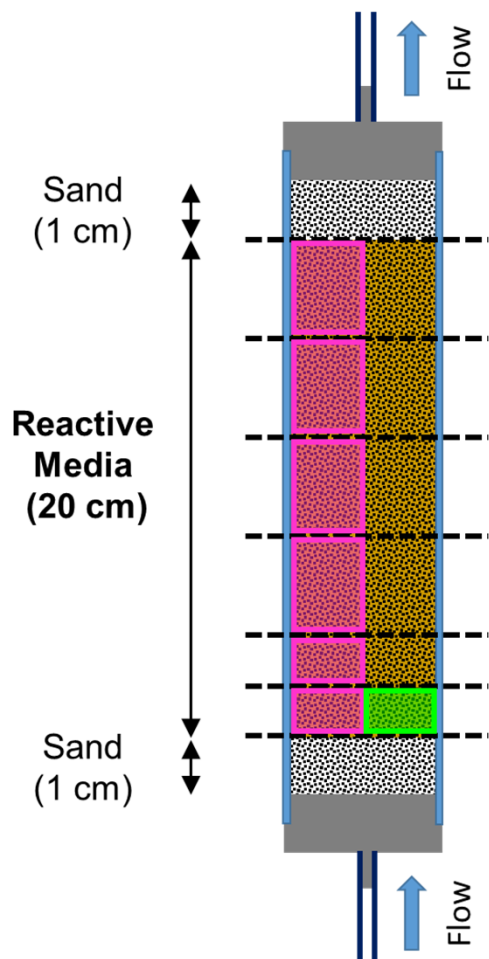 Flow
Sand
(1 cm)
Reactive
Media
(20 cm)
Sand
(1 cm)
Flow